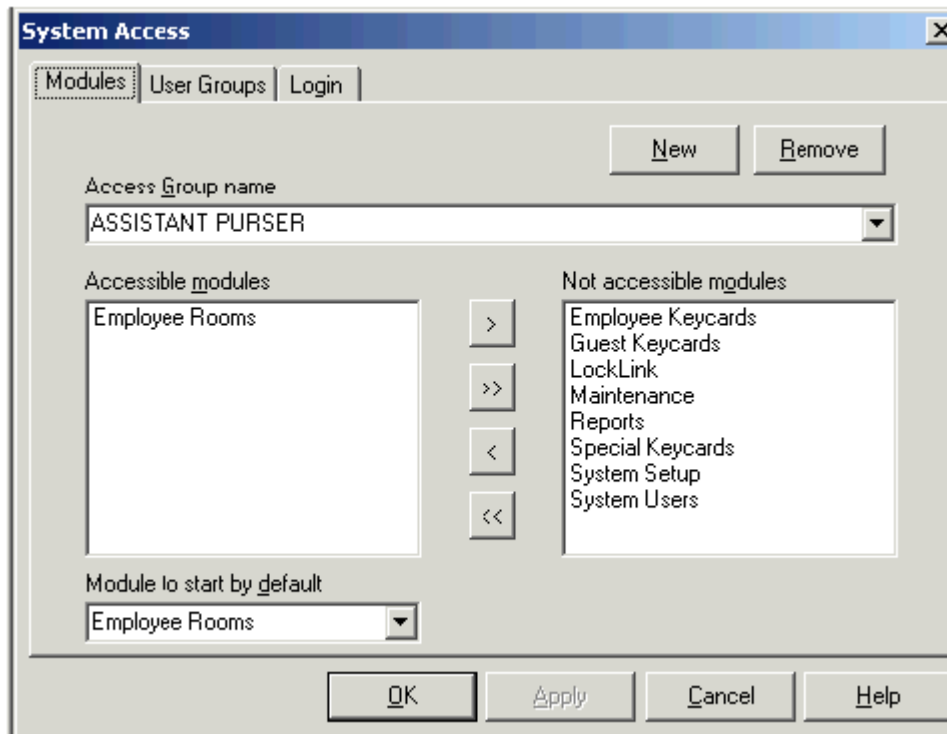 System Access
Modules User Groups Login
New Remove
Access Group name
ASSISTANT PURSER
Accessible modules
Employee Rooms
>
>>
<
<<
Not accessible modules
Employee Keycards
Guest Keycards
LockLink
Maintenance
Reports
Special Keycards
System Setup
System Users
Module to start by default
Employee Rooms
OK Apply Cancel Help